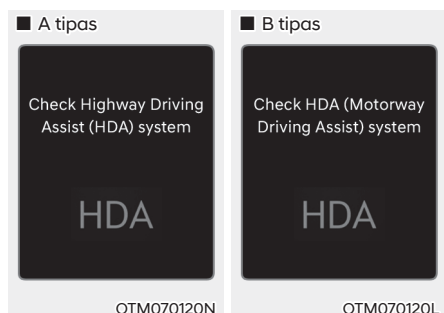 ■ A tipas
Check Highway Driving
Assist (HDA) system
HDA
OTM070120N
■ B tipas
Check HDA (Motorway
Driving Assist) system
HDA
OTM070120L